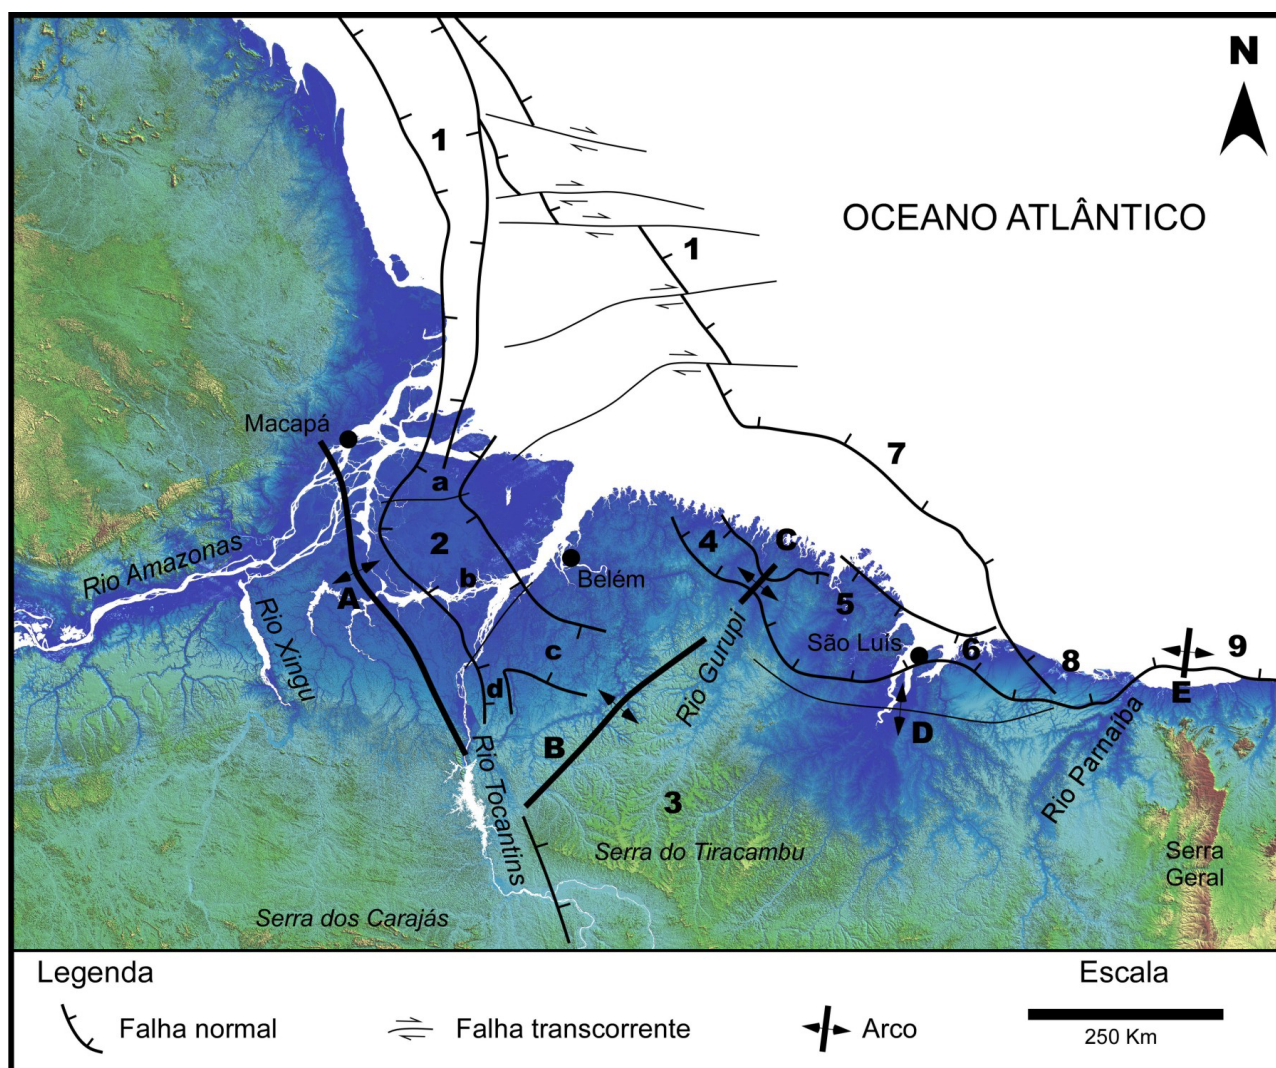 N
1
1
OCEANO ATLÂNTICO
Macapá
7
a
2
4
C
Rio Amazonas
b
Belém
A
5
Rio Xingu
Rio Gurupi
São Luis
6
8
9
c
d
E
B
D
Rio Tocantins
Rio Parnaíba
3
Serra do Tiracambu
Serra
Geral
Serra dos Carajás
Legenda
Escala
Falha normal
Falha transcorrente
Arco
250 Km